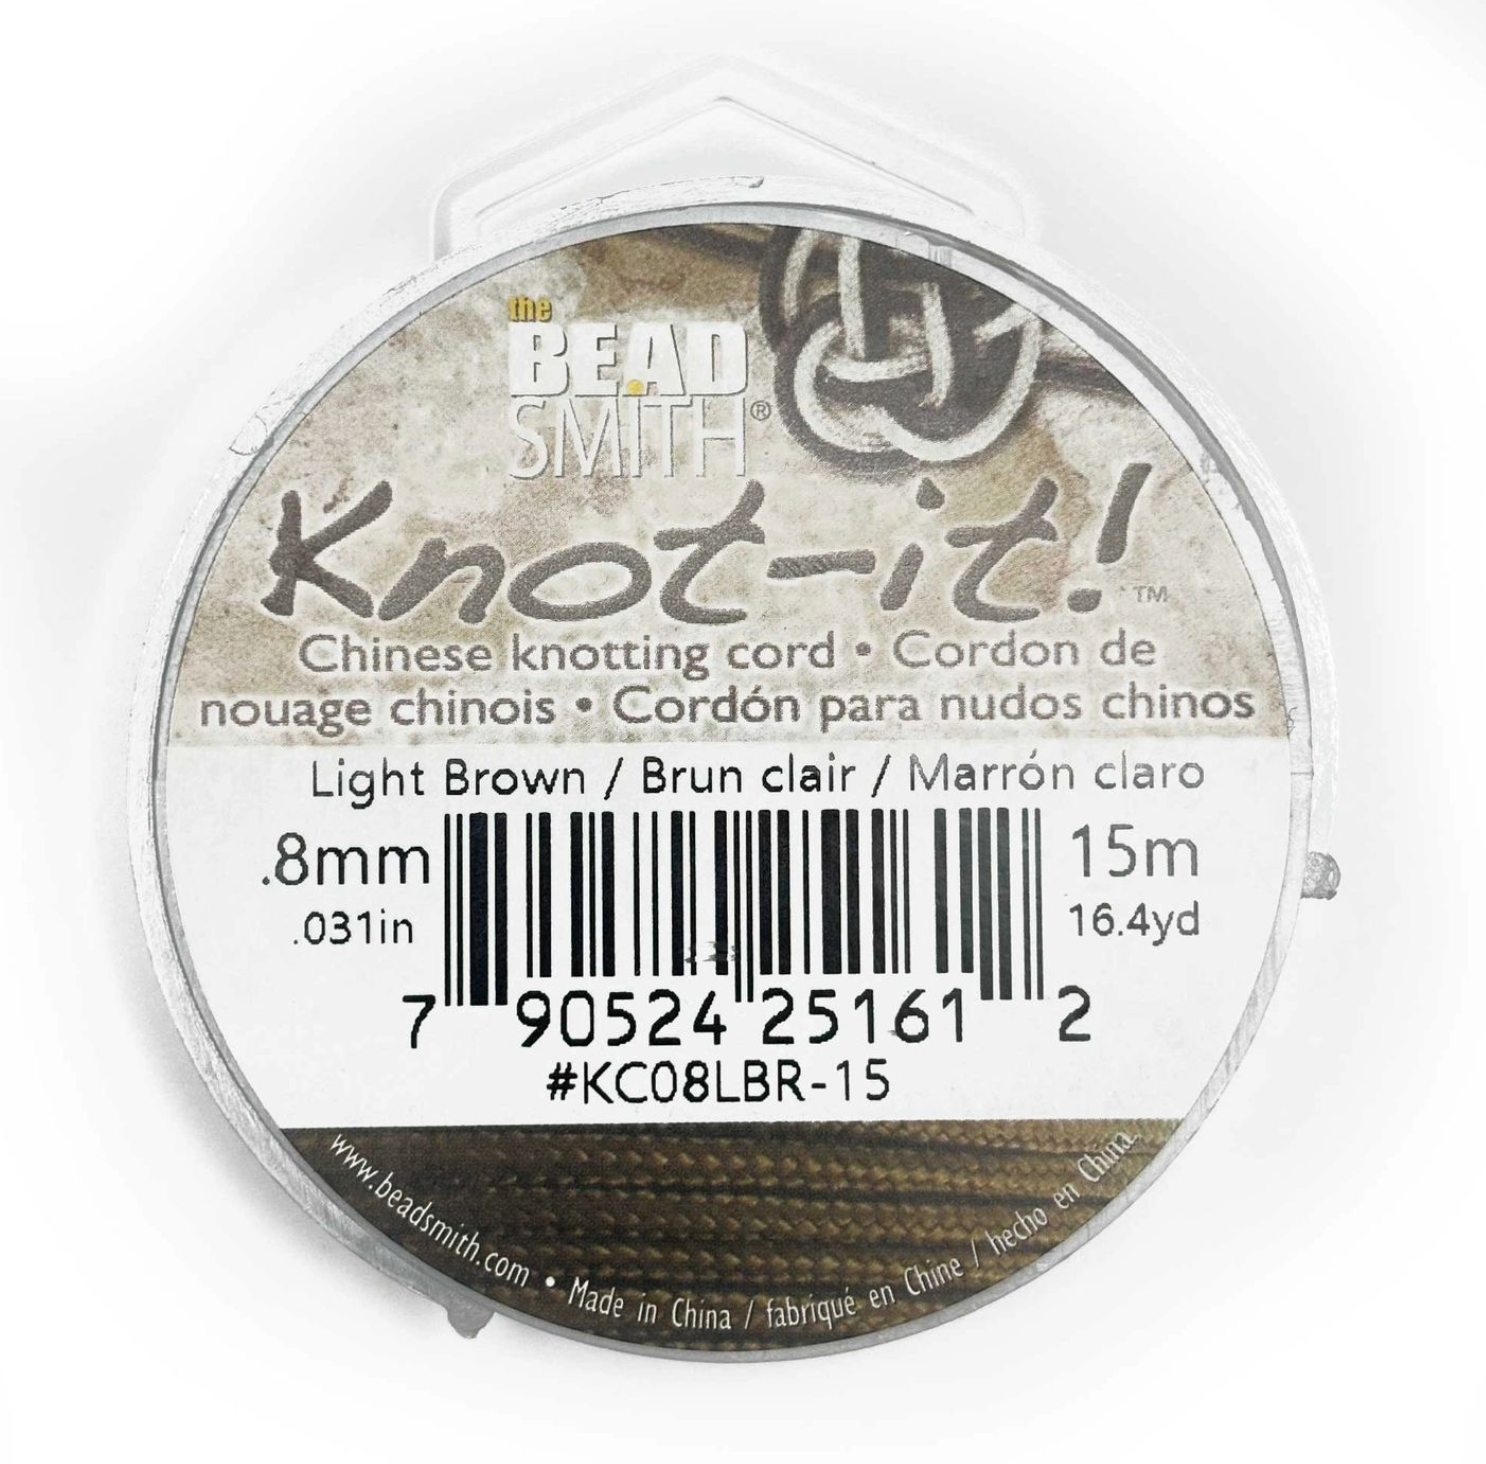 the
BEAD
SMITH®
Knot-it!™
Chinese knotting cord • Cordon de
nouage chinois • Cordón para nudos chinos
Light Brown / Brun clair / Marrón claro
.8mm
.031in
15m
16.4yd
7 90524 25161 2
#KC08LBR-15
www.beadsmith.com • Made in China / fabriqué en Chine / hecho en China.